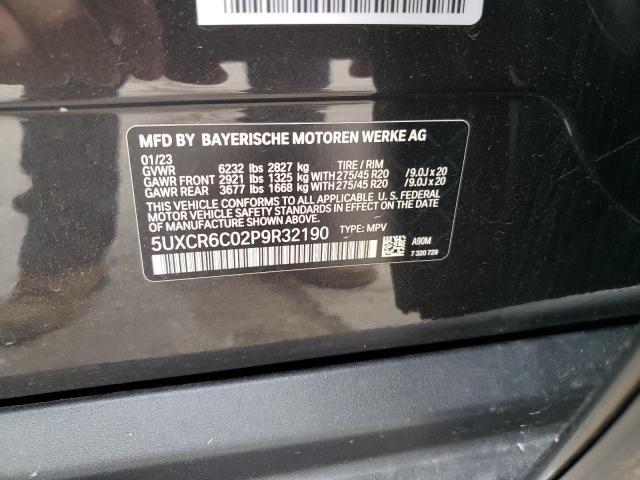 MFD BY BAYERISCHE MOTOREN WERKE AG
01/23 TIRE / RIM
GVWR 6232 lbs 2827 kg
GAWR FRONT 2921 lbs 1325 kg WITH 275/45 R20 /9.0J x 20
GAWR REAR 3677 lbs 1668 kg WITH 275/45 R20 /9.0J x 20
THIS VEHICLE CONFORMS TO ALL APPLICABLE U.S. FEDERAL
MOTOR VEHICLE SAFETY STANDARDS IN EFFECT ON THE DATE
OF MANUFACTURE SHOWN ABOVE.
5UXCR6C02P9R32190 TYPE: MPV
A90M
7 320 729